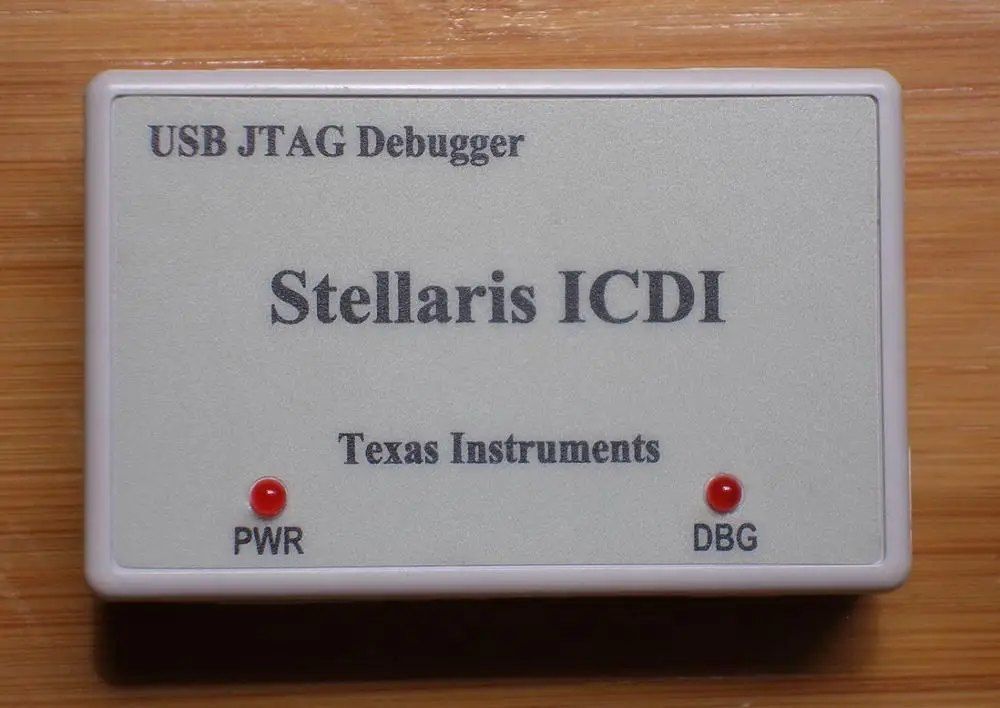 USB JTAG Debugger
Stellaris ICDI
Texas Instruments
PWR
DBG